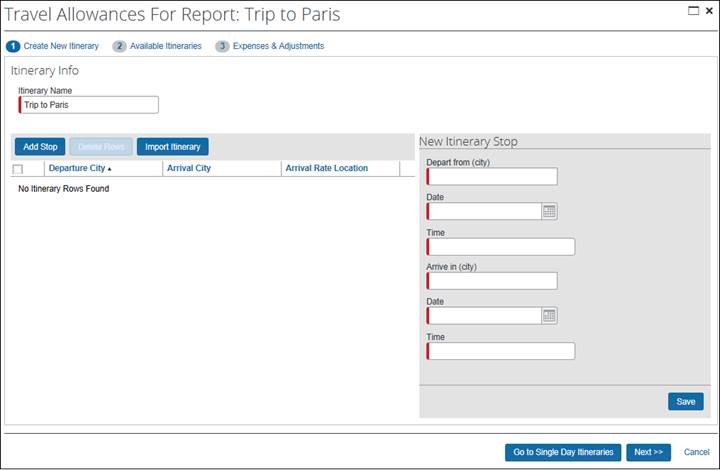 Travel Allowances For Report: Trip to Paris
1 Create New Itinerary 2 Available Itineraries 3 Expenses & Adjustments
Itinerary Info
Itinerary Name
Trip to Paris
Add Stop Delete Rows Import Itinerary
Departure City Arrival City Arrival Rate Location
No Itinerary Rows Found
New Itinerary Stop
Depart from (city)
Date
Time
Arrive in (city)
Date
Time
Save
Go to Single Day Itineraries Next >> Cancel